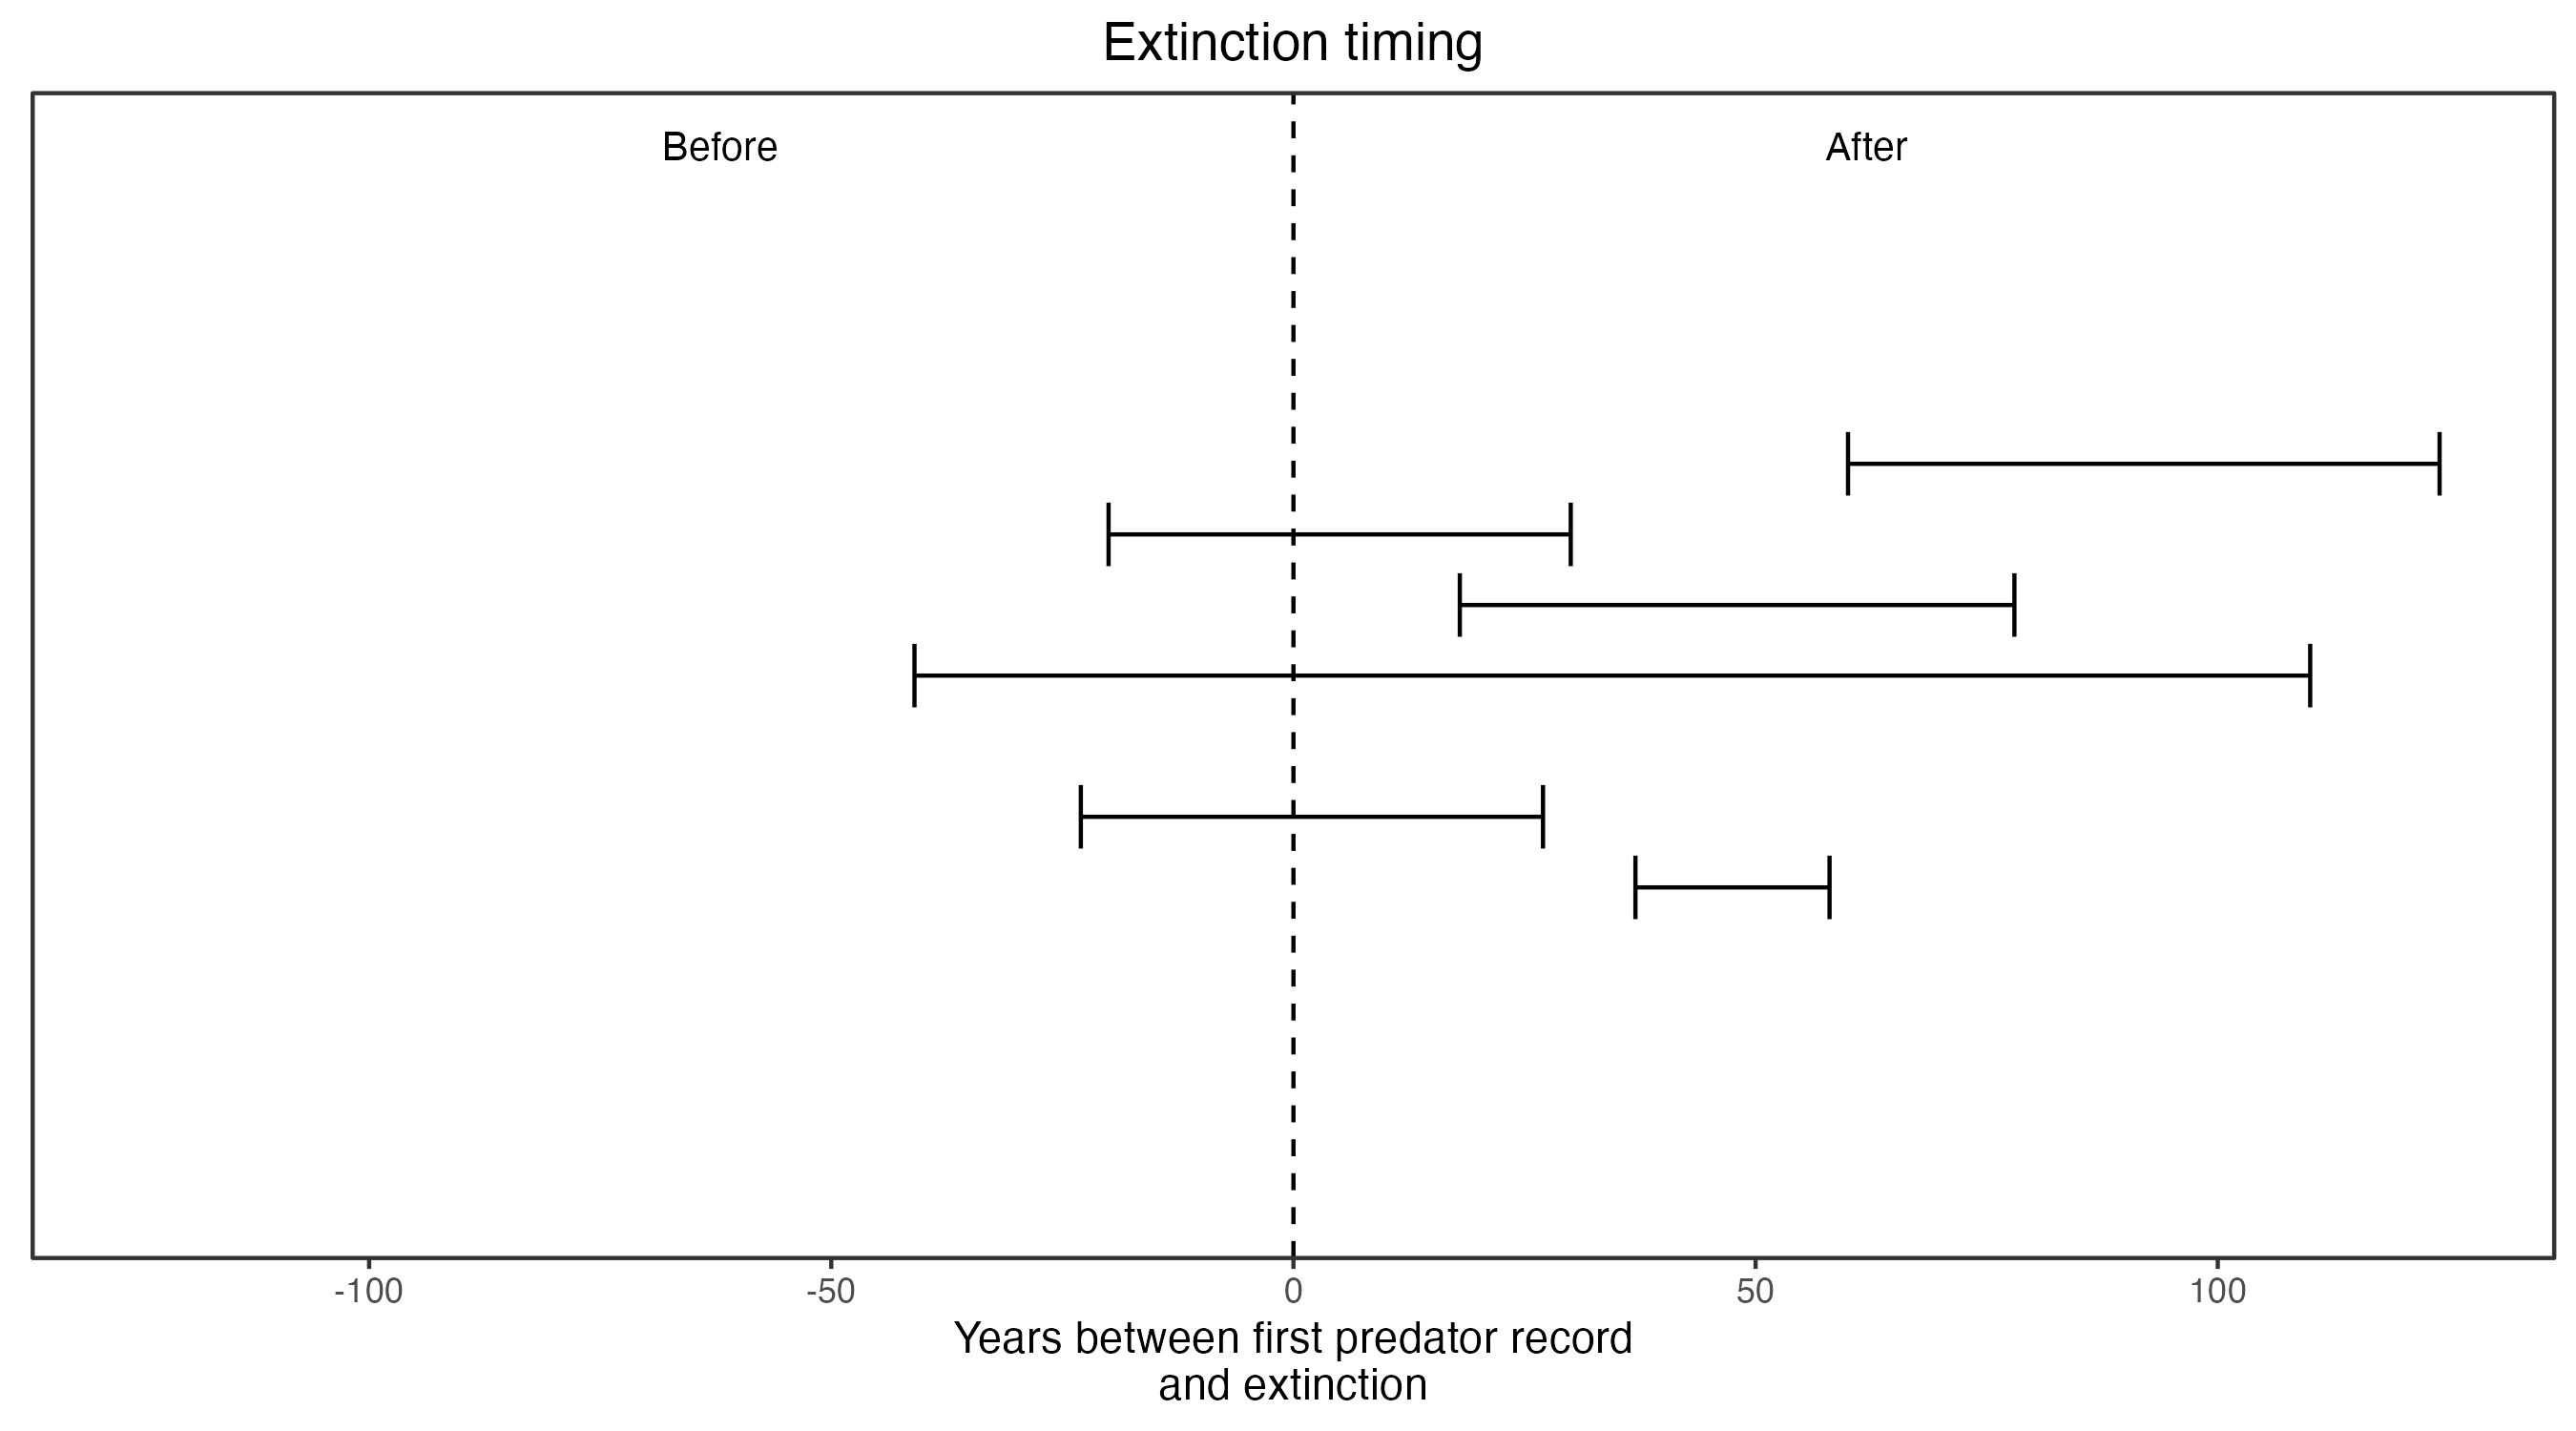 Extinction timing
Before After
-100 -50 0 50 100
Years between first predator record
and extinction